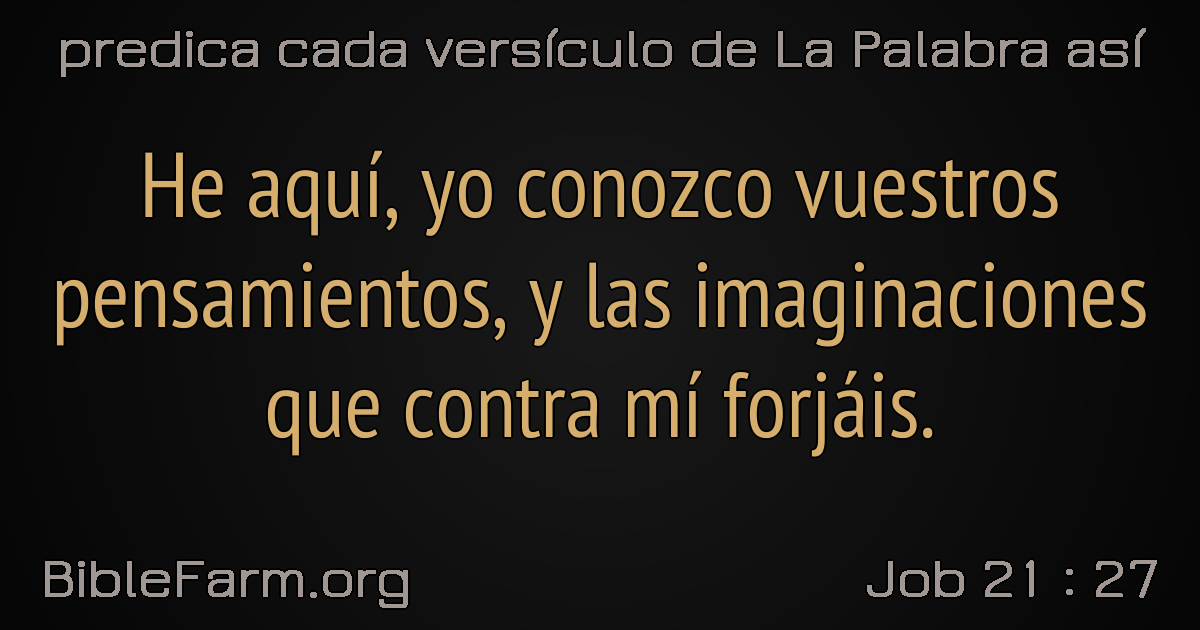 predica cada versículo de La Palabra así
He aquí, yo conozco vuestros
pensamientos, y las imaginaciones
que contra mí forjáis.
BibleFarm.org
Job 21 : 27